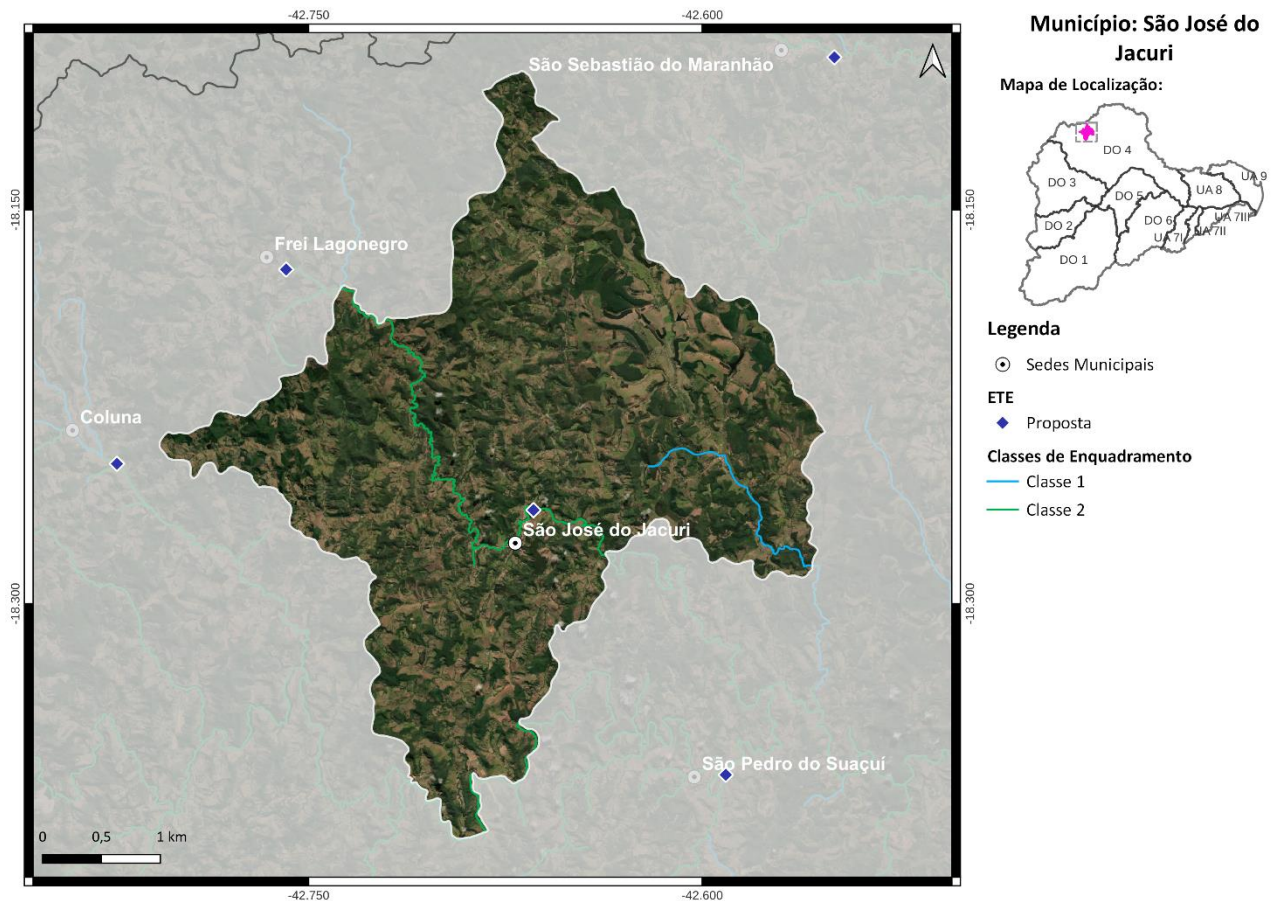 -42.750
-42.600
São Sebastião do Maranhão
-18.150
-18.150
Frei Lagonegro
Coluna
São José do Jacuri
-18.300
-18.300
São Pedro do Suaçuí
0
0,5
1 km
-42.750
-42.600
Município: São José do
Jacuri
Mapa de Localização:
DO 4
DO 3
UA 9
DO 5
UA 8
DO 2
DO 6
UA 7III
UA 7II
UA 7I
DO 1
Legenda
Sedes Municipais
ETE
Proposta
Classes de Enquadramento
Classe 1
Classe 2